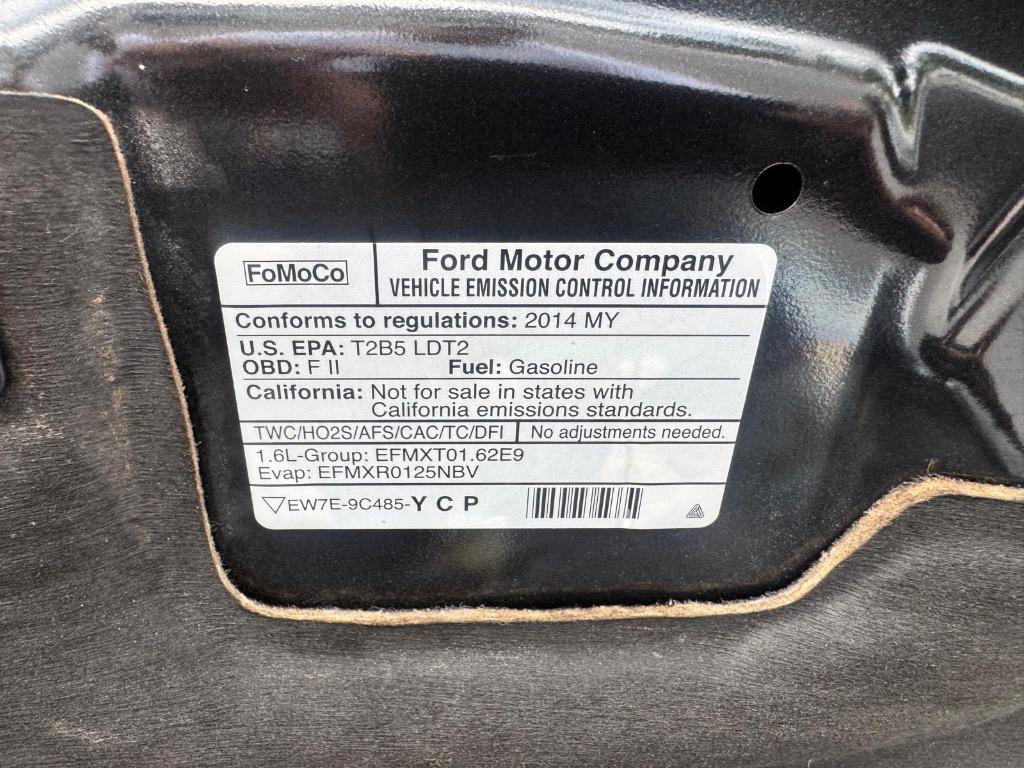 FoMoCo
Ford Motor Company
VEHICLE EMISSION CONTROL INFORMATION
Conforms to regulations: 2014 MY
U.S. EPA: T2B5 LDT2
OBD: F II Fuel: Gasoline
California: Not for sale in states with
California emissions standards.
TWC/HO2S/AFS/CAC/TC/DFI No adjustments needed.
1.6L-Group: EFMXT01.62E9
Evap: EFMXR0125NBV
EW7E-9C485-Y C P